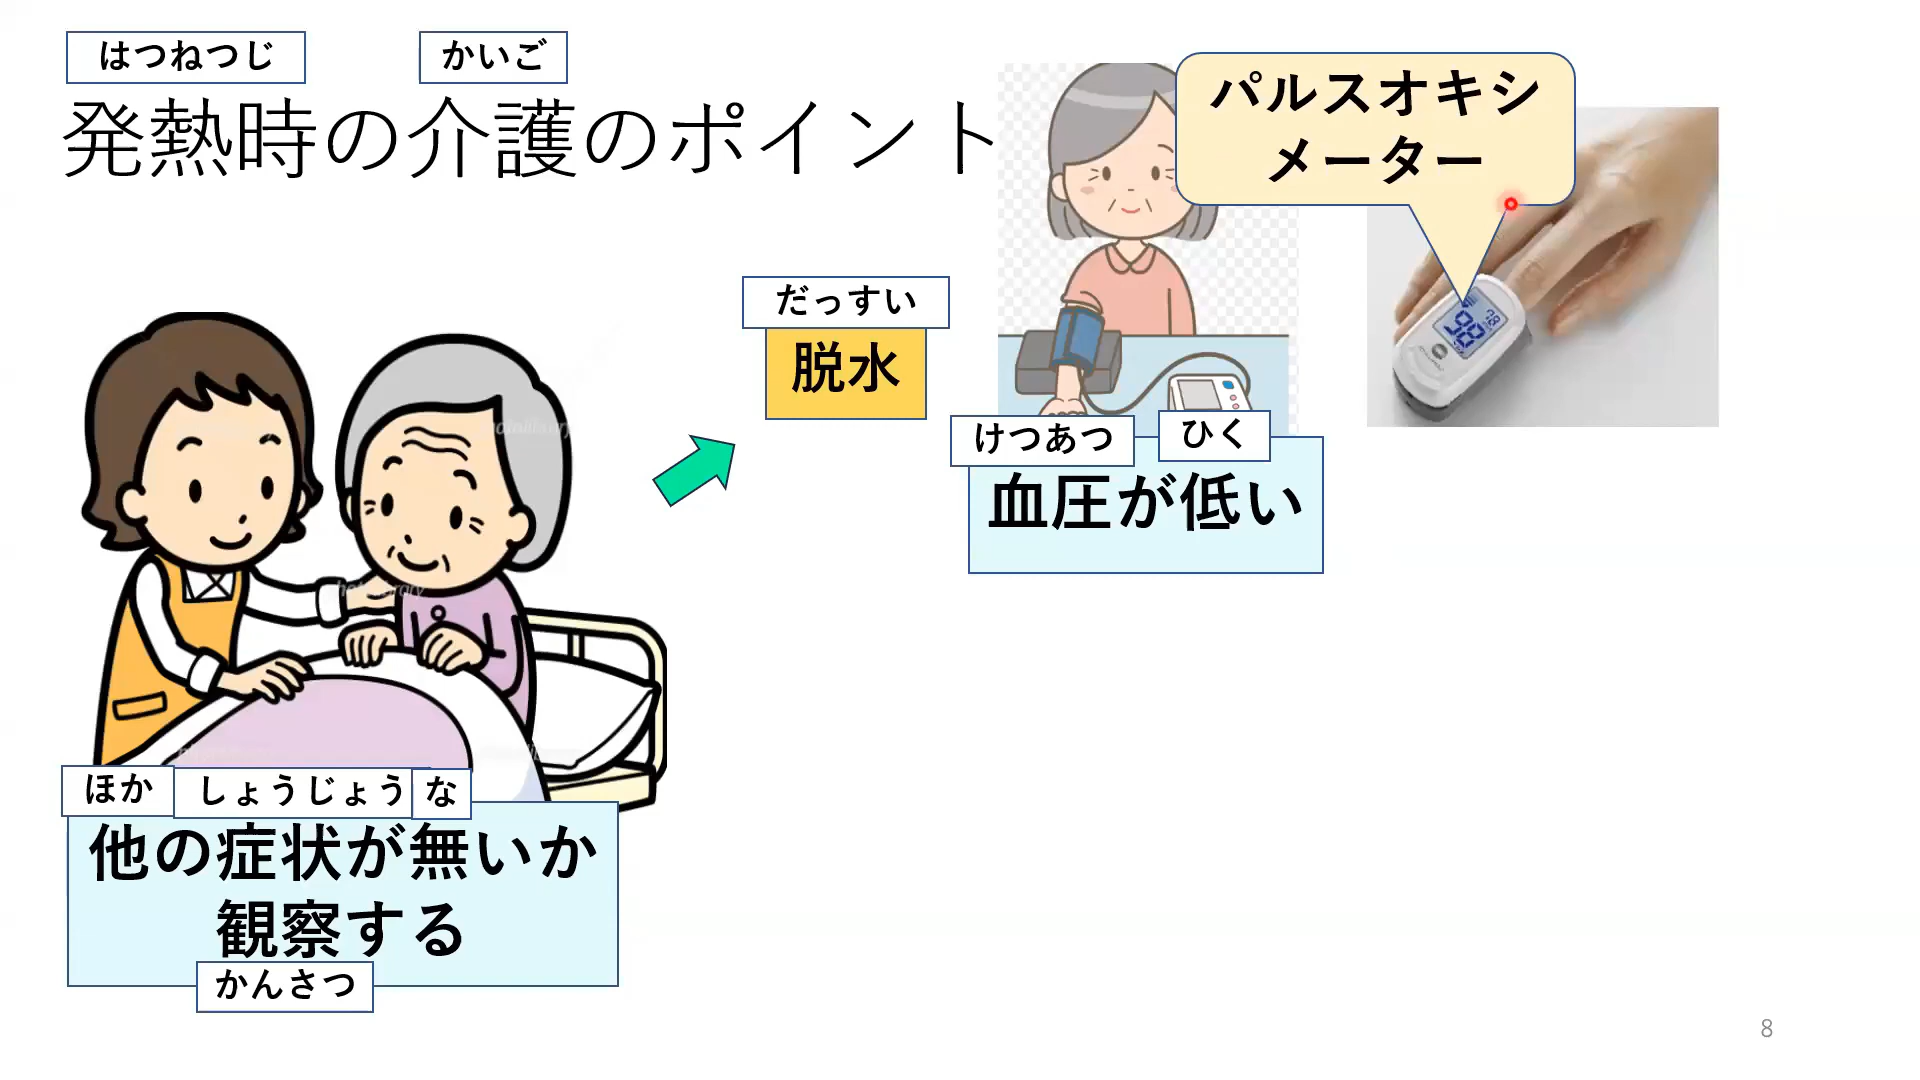 はつねつじ
かいご
発熱時の介護のポイント
パルスオキシ
メーター
だっすい
脱水
98
78
けつあつ
ひく
血圧が低い
ほか
しょうじょう
な
他の症状が無いか
観察する
かんさつ
8